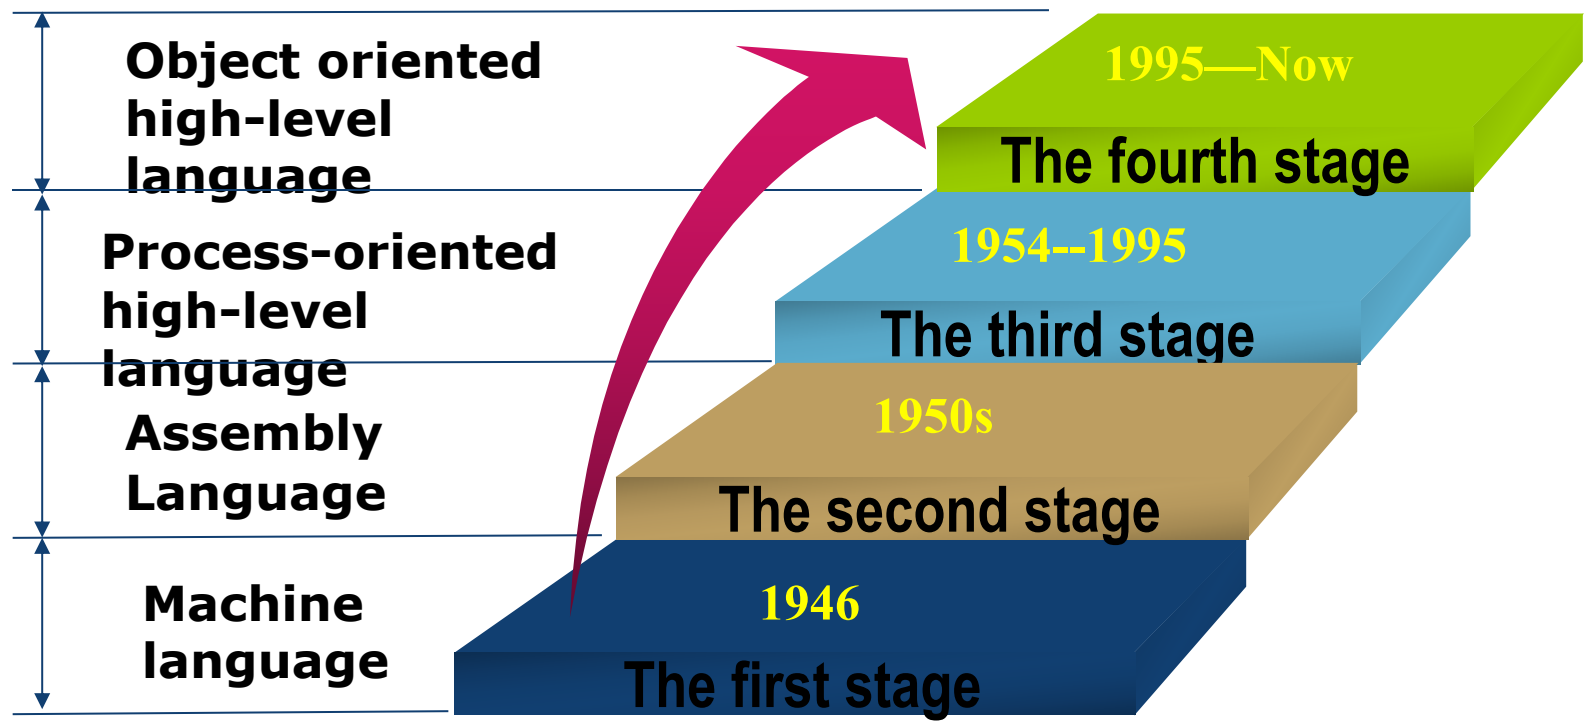 Object oriented
high-level
language
1995—Now
The fourth stage
Process-oriented
high-level
language
1954--1995
The third stage
Assembly
Language
1950s
The second stage
Machine
language
1946
The first stage